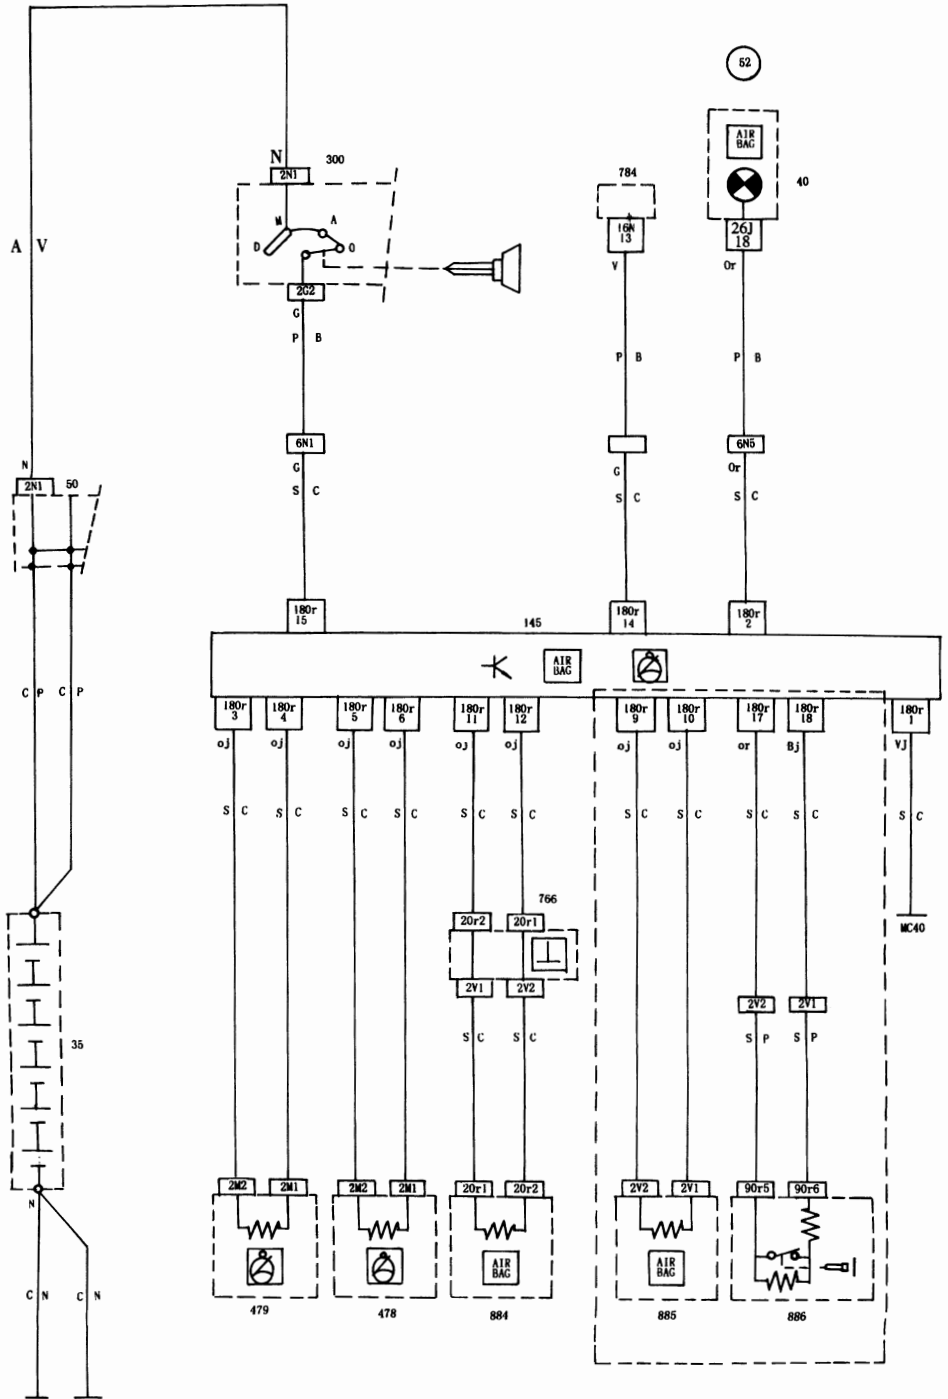 52
AIR
BAG
40
N
300
784
2N1
16N
13
26J
18
M
A
D
O
A V
V
Or
2G2
G
P B
P B
P B
6N1
6N5
N
G
G
Or
2N1
50
S C
S C
S C
180r
15
145
180r
14
180r
2
AIR
BAG
C P
C P
180r
3
180r
4
180r
5
180r
6
180r
11
180r
12
180r
9
180r
10
180r
17
180r
18
180r
1
oj
oj
oj
oj
oj
oj
oj
oj
or
Bj
VJ
S C
S C
S C
S C
S C
S C
S C
S C
S C
S C
S C
766
20r2
20r1
MC40
2V1
2V2
2V2
2V1
35
S C
S C
S P
S P
2M2
2M1
2M2
2M1
20r1
20r2
2V2
2V1
90r5
90r6
N
AIR
BAG
AIR
BAG
C N
C N
479
478
884
885
886